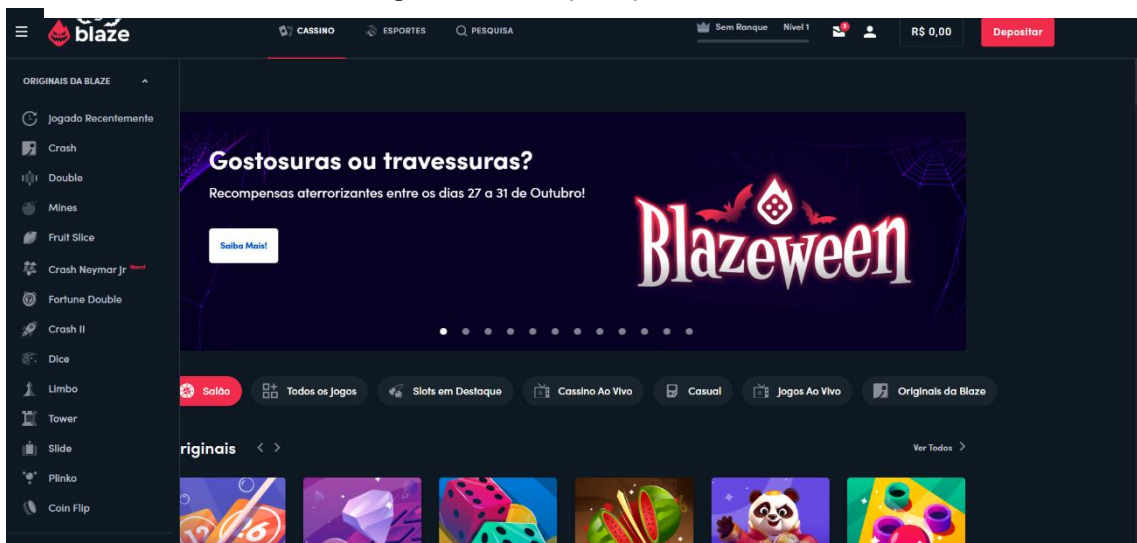 blaze
CASSINO
ESPORTES
PESQUISA
Sem Ranque Nível 1
3
R$ 0,00
Depositar
ORIGINAIS DA BLAZE
Jogado Recentemente
Crash
Double
Mines
Fruit Slice
Crash Neymar Jr
Fortune Double
Crash II
Dice
Limbo
Tower
Slide
Plinko
Coin Flip
Gostosuras ou travessuras?
Recompensas aterrorizantes entre os dias 27 a 31 de Outubro!
Saiba Mais!
Blazeween
Salão
Todos os Jogos
Slots em Destaque
Cassino Ao Vivo
Casual
Jogos Ao Vivo
Originais da Blaze
riginais
Ver Todos
12
6